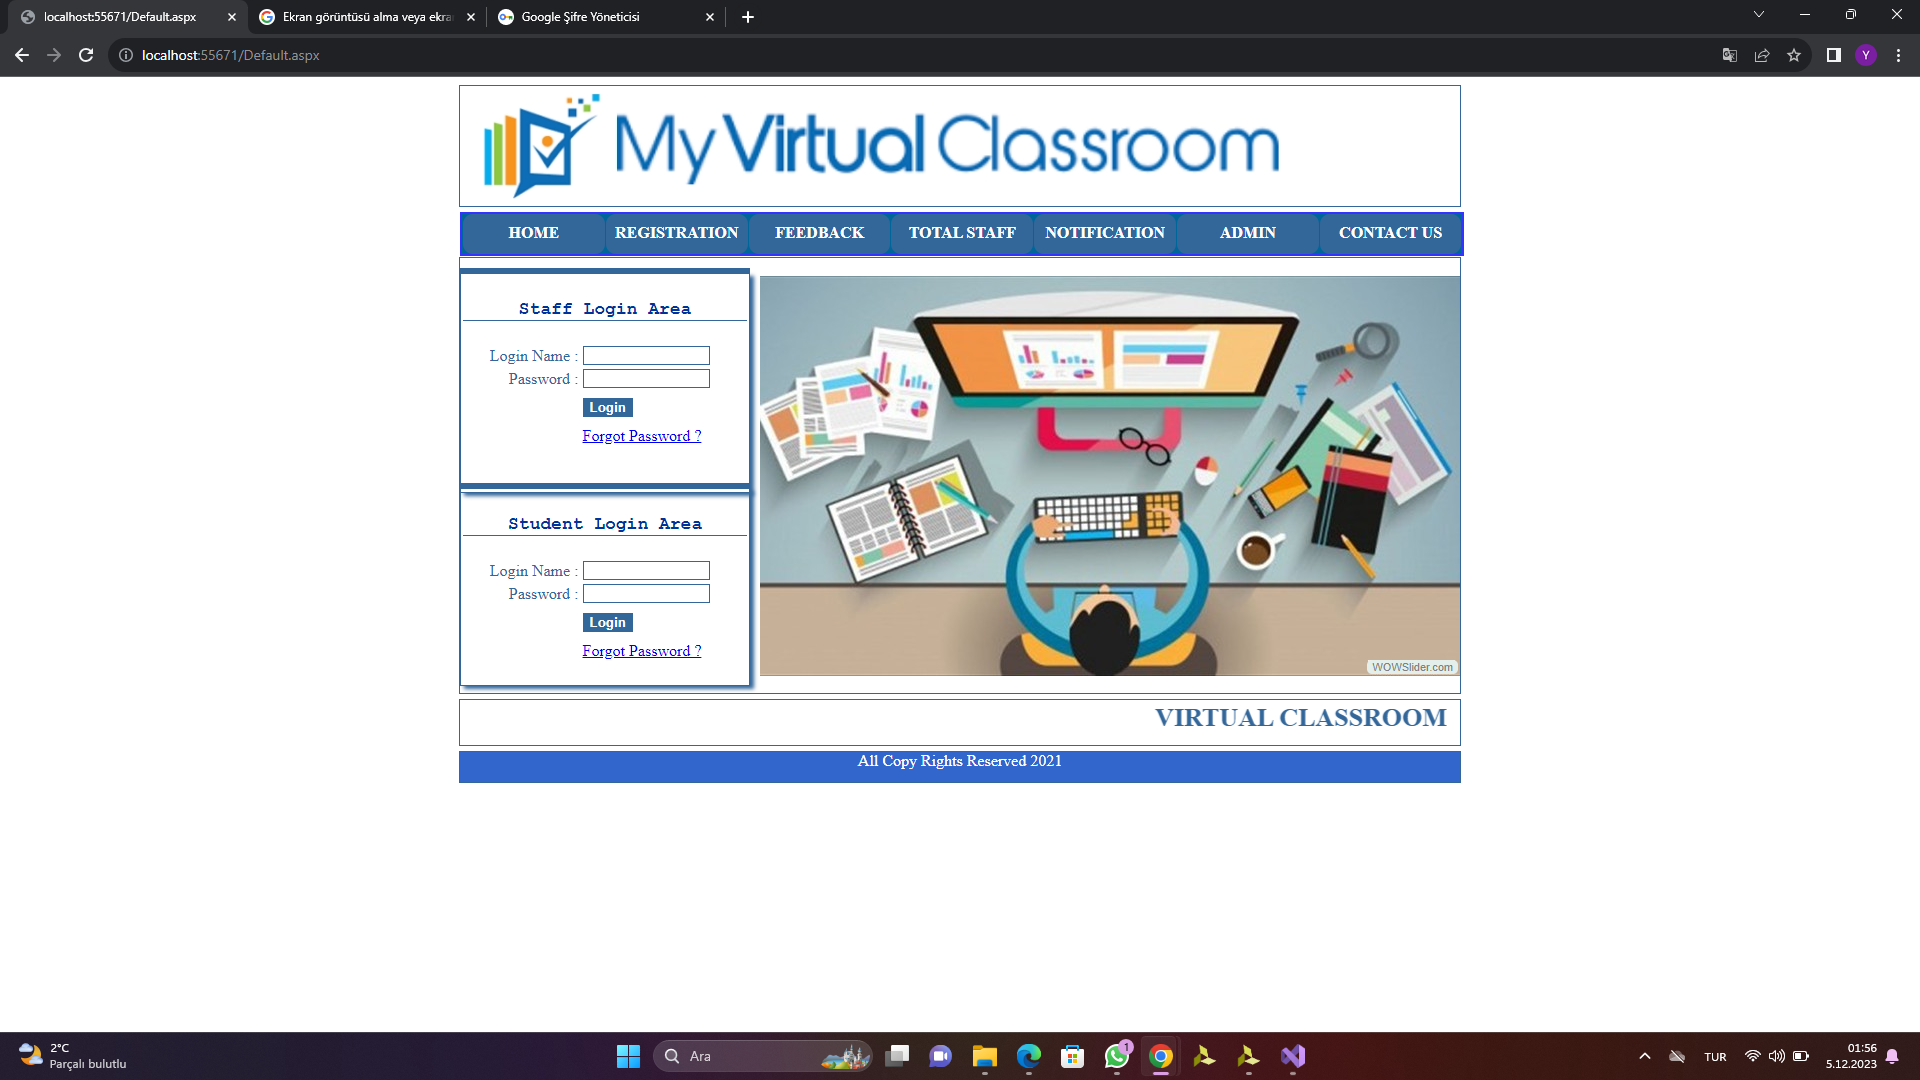 localhost:55671/Default.aspx
Ekran görüntüsü alma veya ekra
Google Şifre Yöneticisi
localhost:55671/Default.aspx
Y
My Virtual Classroom
HOME REGISTRATION FEEDBACK TOTAL STAFF NOTIFICATION ADMIN CONTACT US
Staff Login Area
Login Name :
Password :
Login
Forgot Password ?
Student Login Area
Login Name :
Password :
Login
Forgot Password ?
WOWSlider.com
VIRTUAL CLASSROOM
All Copy Rights Reserved 2021
2°C
Parçalı bulutlu
Ara
1
TUR
01:56
5.12.2023